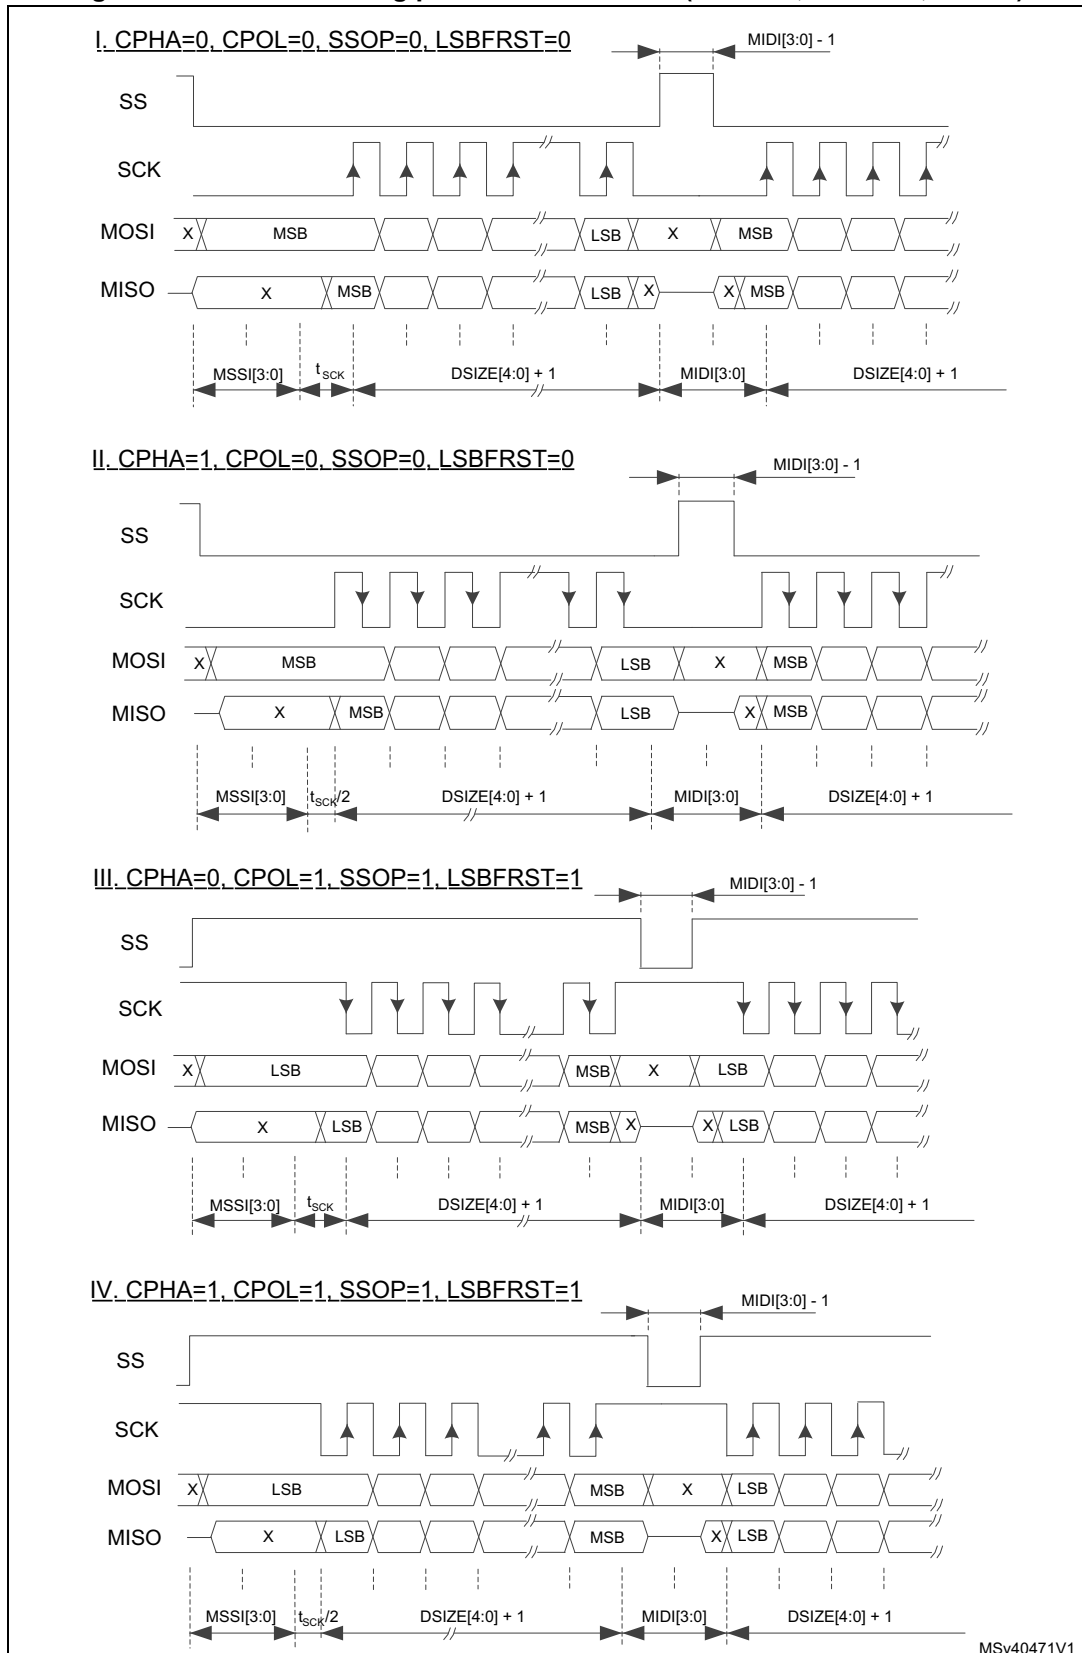 I. CPHA=0, CPOL=0, SSOP=0, LSBFRST=0
MIDI[3:0] - 1
SS
SCK
MOSI X MSB LSB X MSB
MISO X MSB LSB X X MSB
MSSI[3:0] tSCK DSIZE[4:0] + 1 MIDI[3:0] DSIZE[4:0] + 1
II. CPHA=1, CPOL=0, SSOP=0, LSBFRST=0
MIDI[3:0] - 1
SS
SCK
MOSI X MSB LSB X MSB
MISO X MSB LSB X MSB
MSSI[3:0] tSCK/2 DSIZE[4:0] + 1 MIDI[3:0] DSIZE[4:0] + 1
III. CPHA=0, CPOL=1, SSOP=1, LSBFRST=1
MIDI[3:0] - 1
SS
SCK
MOSI X LSB MSB X LSB
MISO X LSB MSB X X LSB
MSSI[3:0] tSCK DSIZE[4:0] + 1 MIDI[3:0] DSIZE[4:0] + 1
IV. CPHA=1, CPOL=1, SSOP=1, LSBFRST=1
MIDI[3:0] - 1
SS
SCK
MOSI X LSB MSB X LSB
MISO X LSB MSB X LSB
MSSI[3:0] tSCK/2 DSIZE[4:0] + 1 MIDI[3:0] DSIZE[4:0] + 1
MSv40471V1